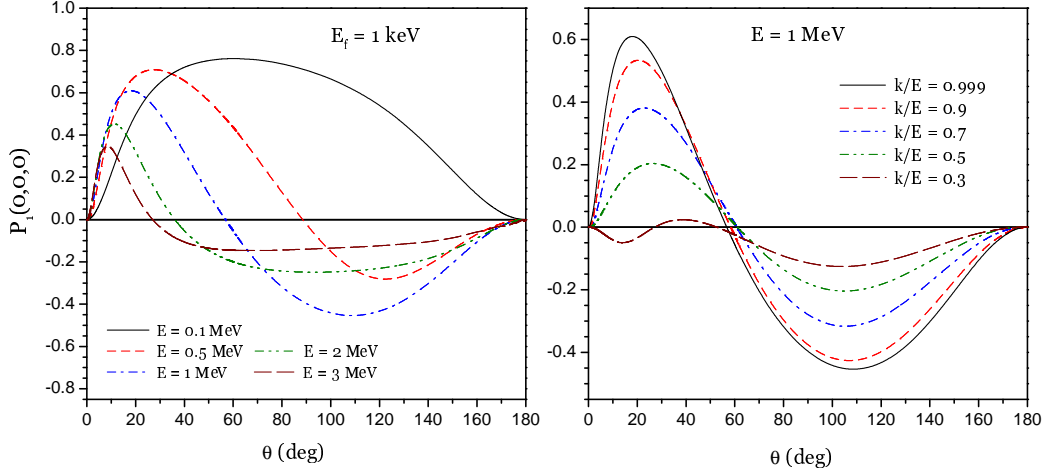 E_f = 1 keV
P_1(0,0,0)
1.0
0.8
0.6
0.4
0.2
0.0
-0.2
-0.4
-0.6
-0.8
E = 0.1 MeV
E = 0.5 MeV
E = 1 MeV
E = 2 MeV
E = 3 MeV
0 20 40 60 80 100 120 140 160 180
θ (deg)
E = 1 MeV
0.6
0.4
0.2
0.0
-0.2
-0.4
k/E = 0.999
k/E = 0.9
k/E = 0.7
k/E = 0.5
k/E = 0.3
0 20 40 60 80 100 120 140 160 180
θ (deg)